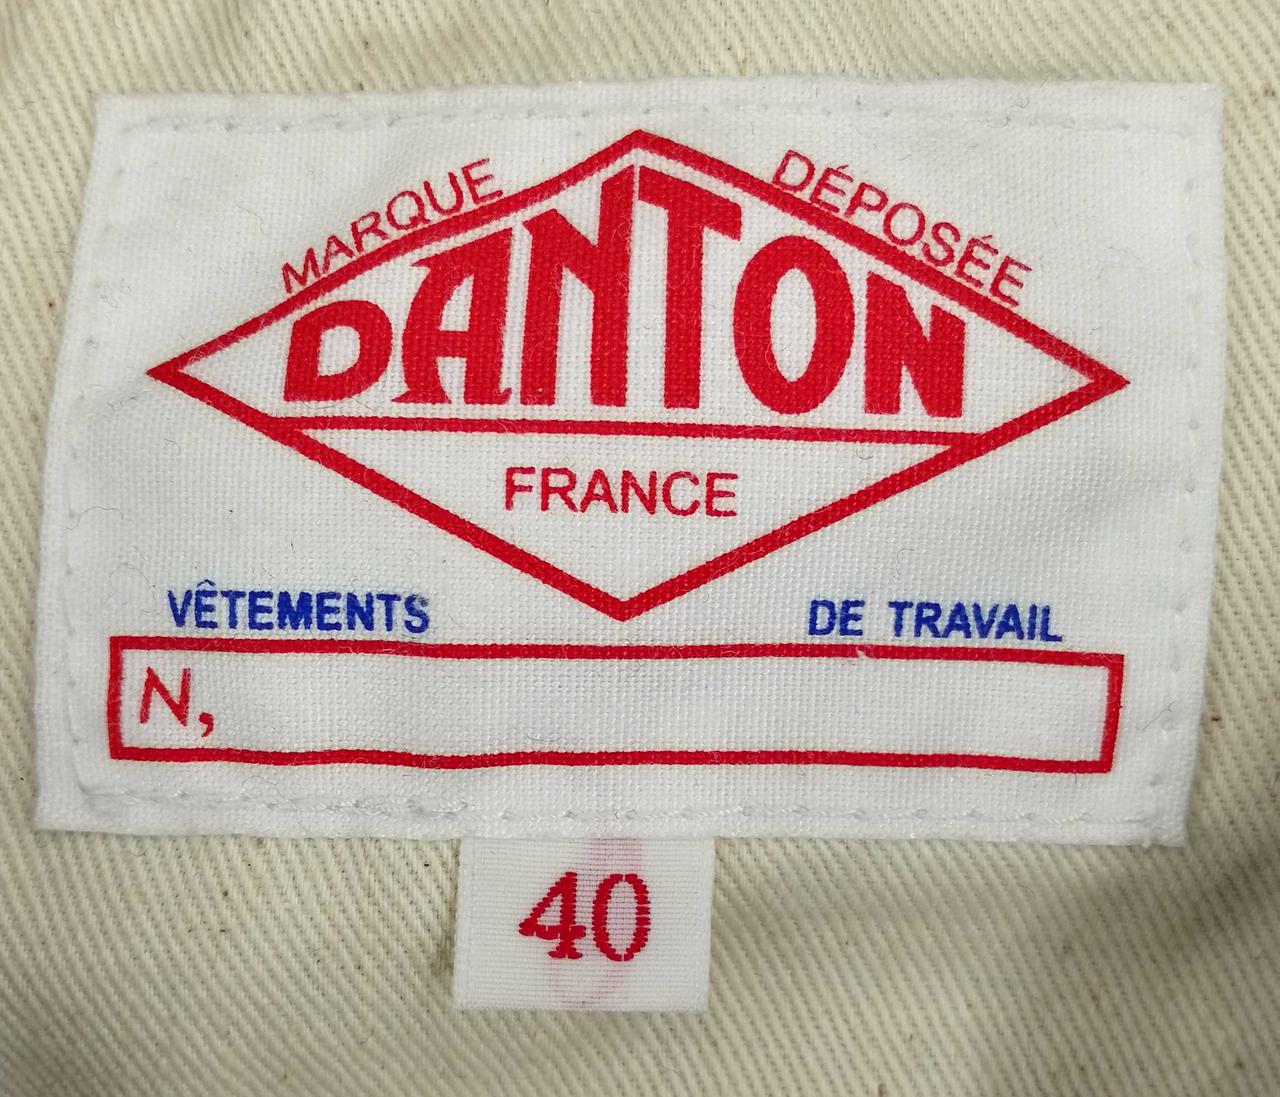 MARQUE DÉPOSÉE
DANTON
FRANCE
VÊTEMENTS DE TRAVAIL
N,
40